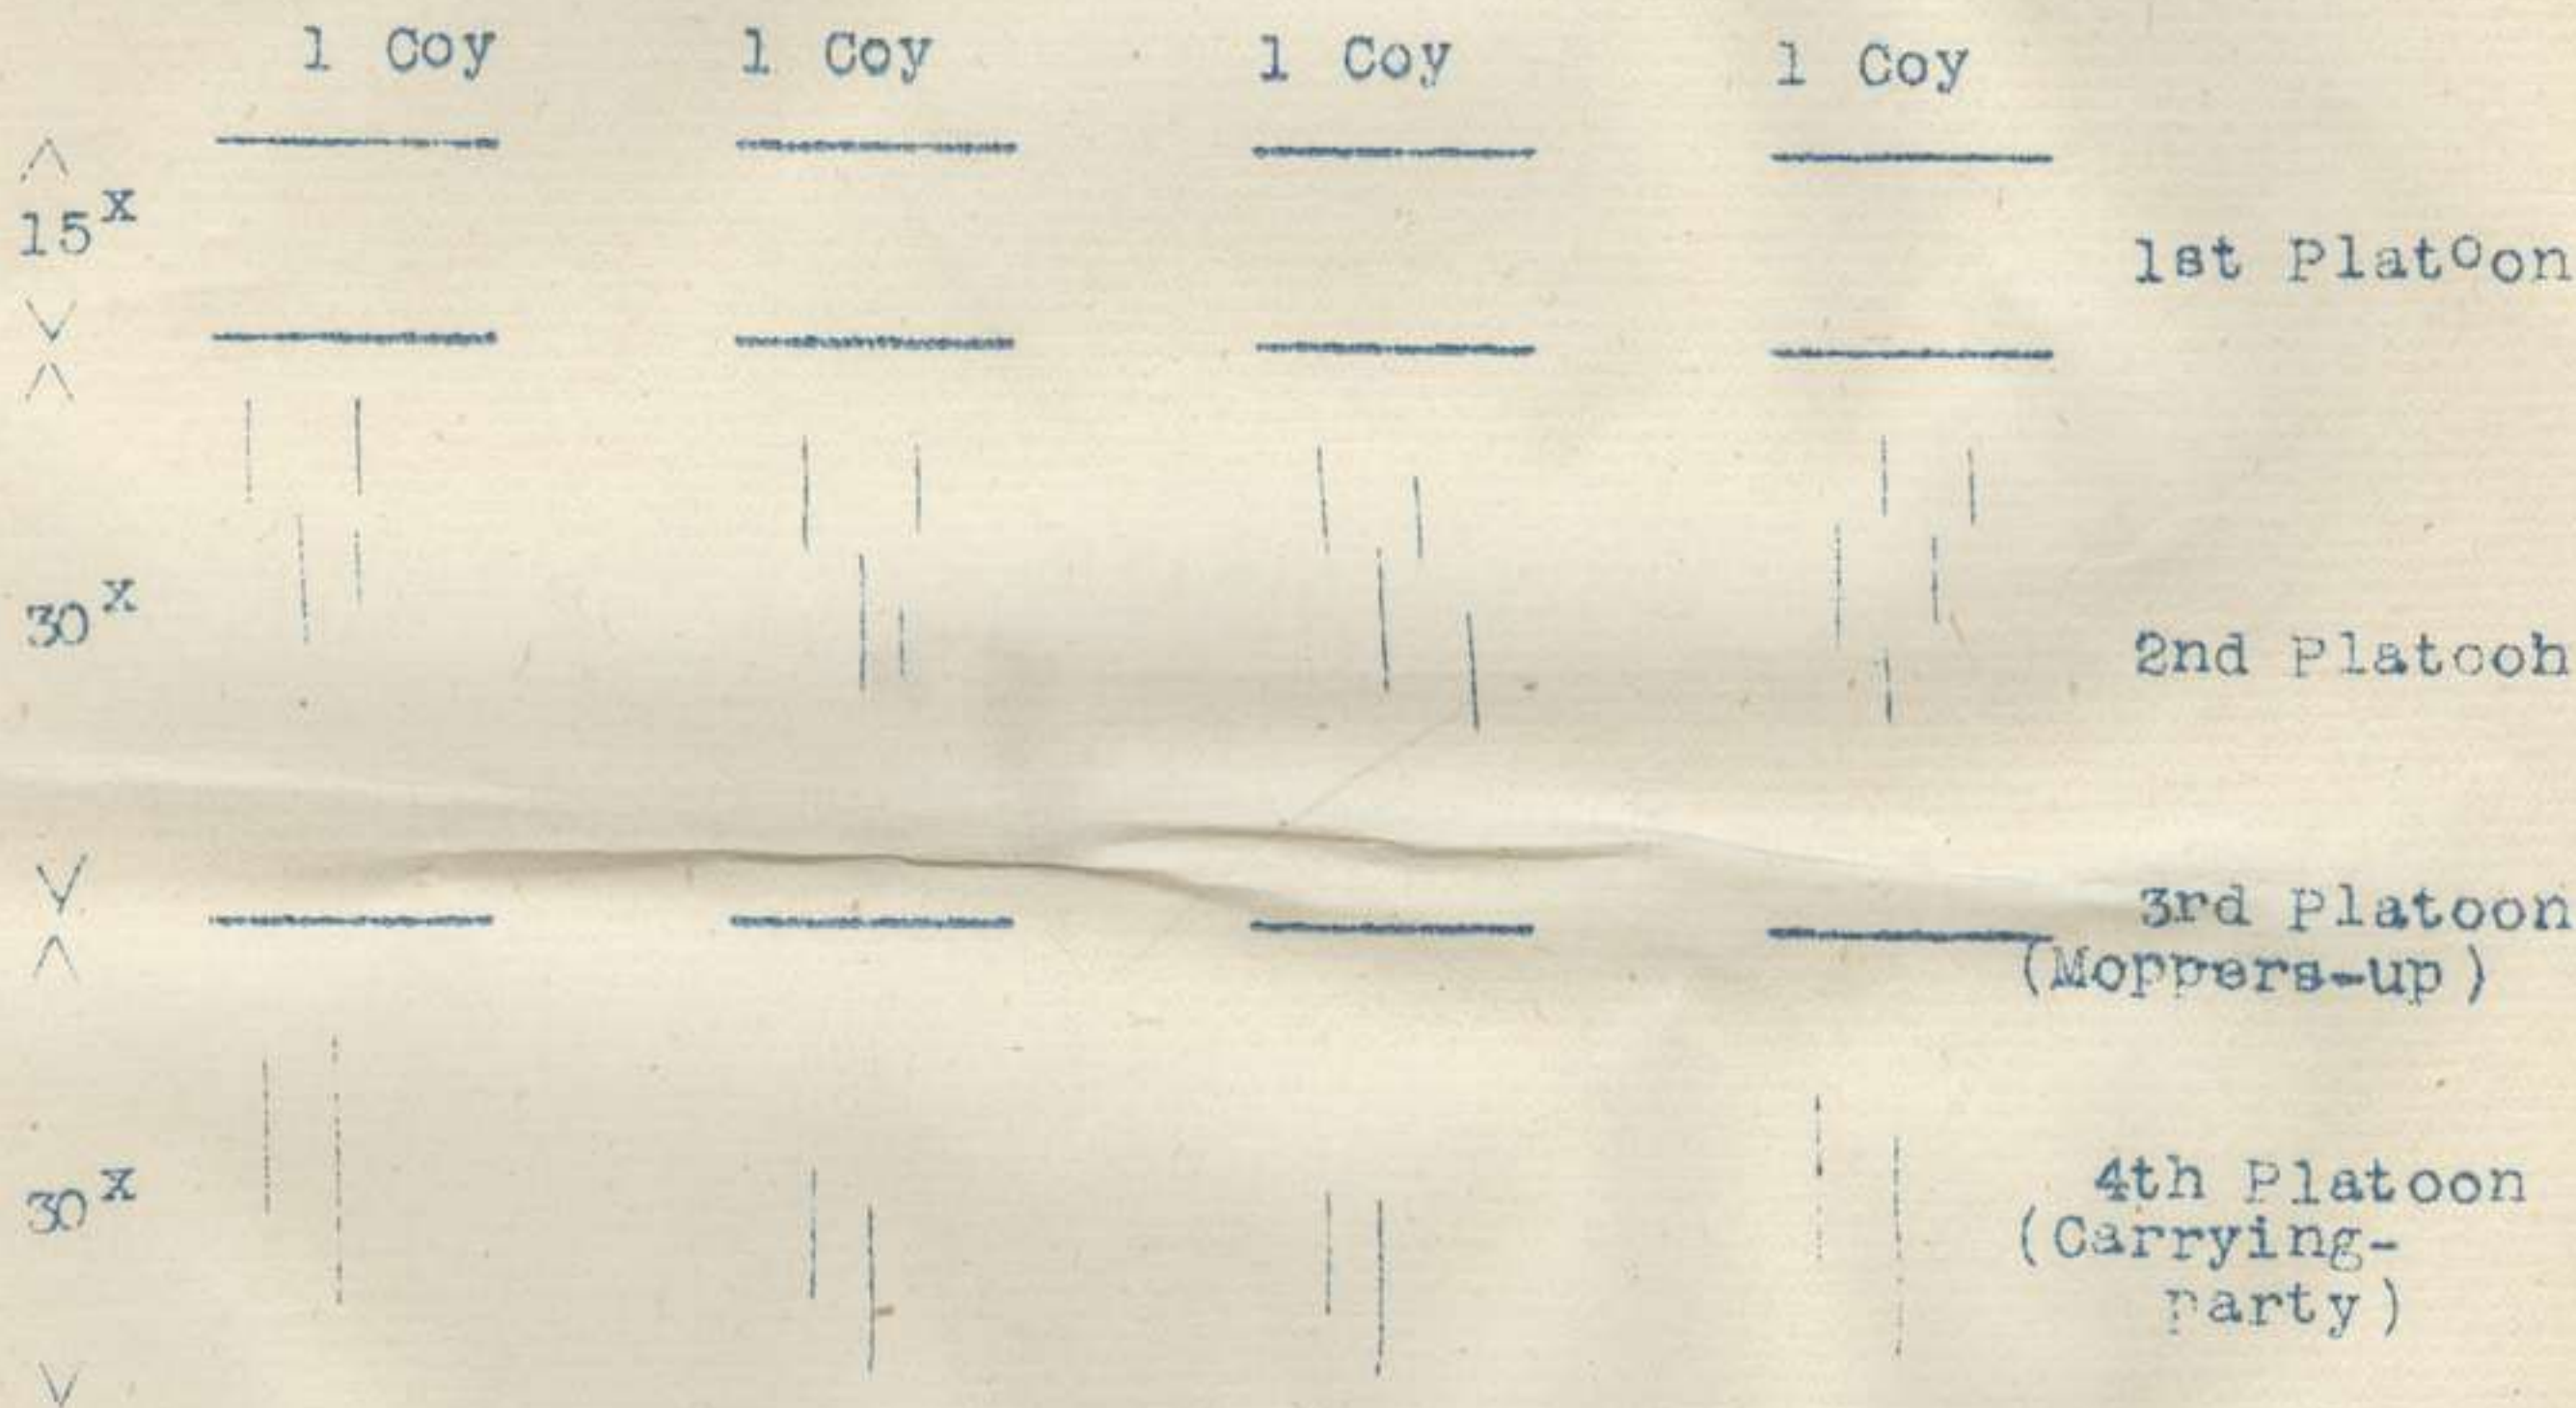 1 Coy 1 Coy 1 Coy 1 Coy
15x
1st Platoon
30x
2nd Platooh
3rd Platoon
(Moppers-up)
30x
4th Platoon
(Carrying-
party)